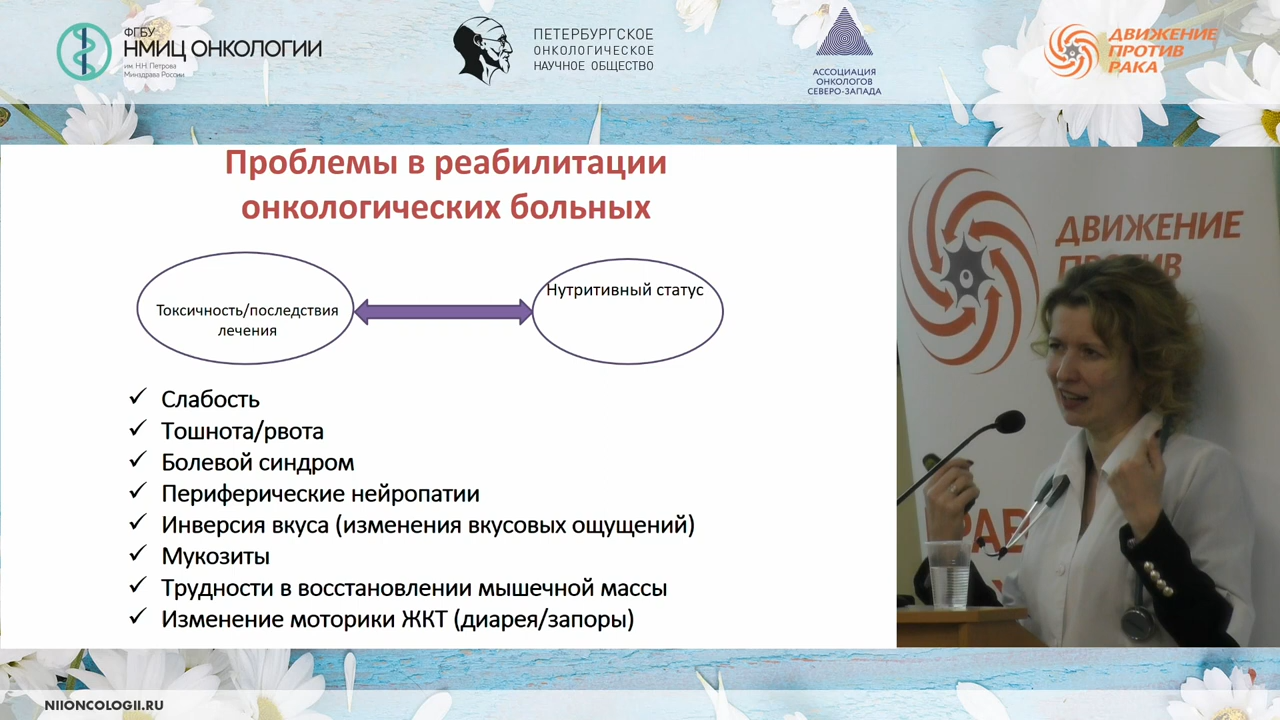 ФГБУ
НМИЦ ОНКОЛОГИИ
им. Н.Н. Петрова
Минздрава России
ПЕТЕРБУРГСКОЕ
ОНКОЛОГИЧЕСКОЕ
НАУЧНОЕ ОБЩЕСТВО
АССОЦИАЦИЯ
ОНКОЛОГОВ
СЕВЕРО-ЗАПАДА
ДВИЖЕНИЕ
ПРОТИВ
РАКА
Проблемы в реабилитации
онкологических больных
Токсичность/последствия
лечения
Нутритивный статус
✓ Слабость
✓ Тошнота/рвота
✓ Болевой синдром
✓ Периферические нейропатии
✓ Инверсия вкуса (изменения вкусовых ощущений)
✓ Мукозиты
✓ Трудности в восстановлении мышечной массы
✓ Изменение моторики ЖКТ (диарея/запоры)
ДВИЖЕНИЕ
ПРОТИВ
NIIONCOLOGII.RU